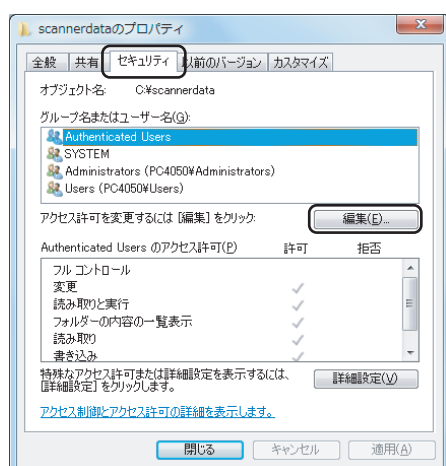 scannerdataのプロパティ
全般 共有 セキュリティ 以前のバージョン カスタマイズ
オブジェクト名: C:¥scannerdata
グループ名またはユーザー名(G):
Authenticated Users
SYSTEM
Administrators (PC4050¥Administrators)
Users (PC4050¥Users)
アクセス許可を変更するには [編集] をクリック: 編集(E)...
Authenticated Users のアクセス許可(P) 許可 拒否
フル コントロール
変更
読み取りと実行
フォルダーの内容の一覧表示
読み取り
書き込み
特殊なアクセス許可または詳細設定を表示するには、 詳細設定(V)
[詳細設定] をクリックします。
アクセス制御とアクセス許可の詳細を表示します。
閉じる キャンセル 適用(A)